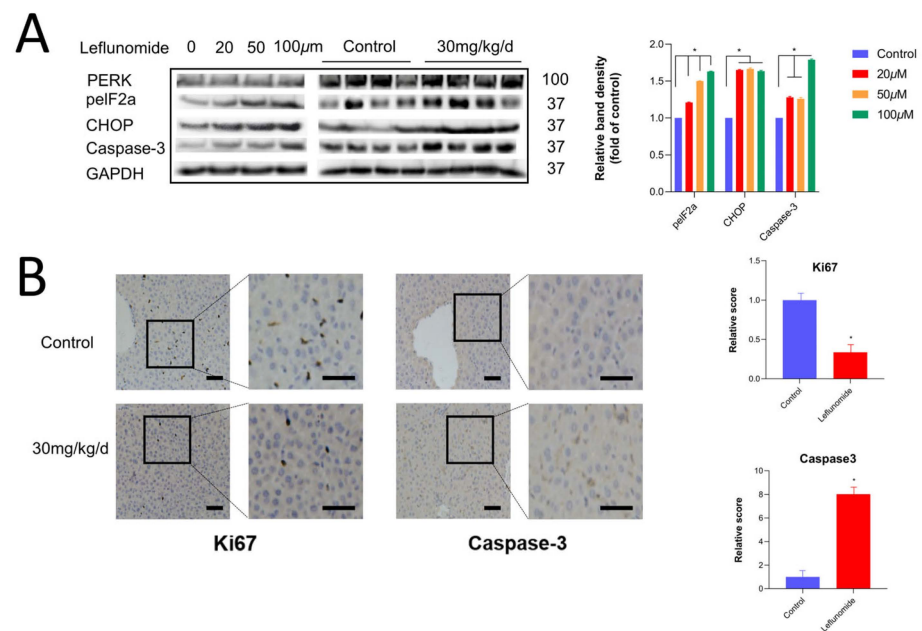 A
Leflunomide 0 20 50 100μm Control 30mg/kg/d
PERK 100
pelF2a 37
CHOP 37
Caspase-3 37
GAPDH 37
Relative band density
(fold of control)
2.0
1.5
1.0
0.5
0.0
* * *
pelF2a CHOP Caspase-3
Control
20μM
50μM
100μM
B
Control
30mg/kg/d
Ki67 Caspase-3
Ki67
Relative score
1.5
1.0
0.5
0.0
*
Control Leflunomide
Caspase3
Relative score
10
8
6
4
2
0
*
Control Leflunomide